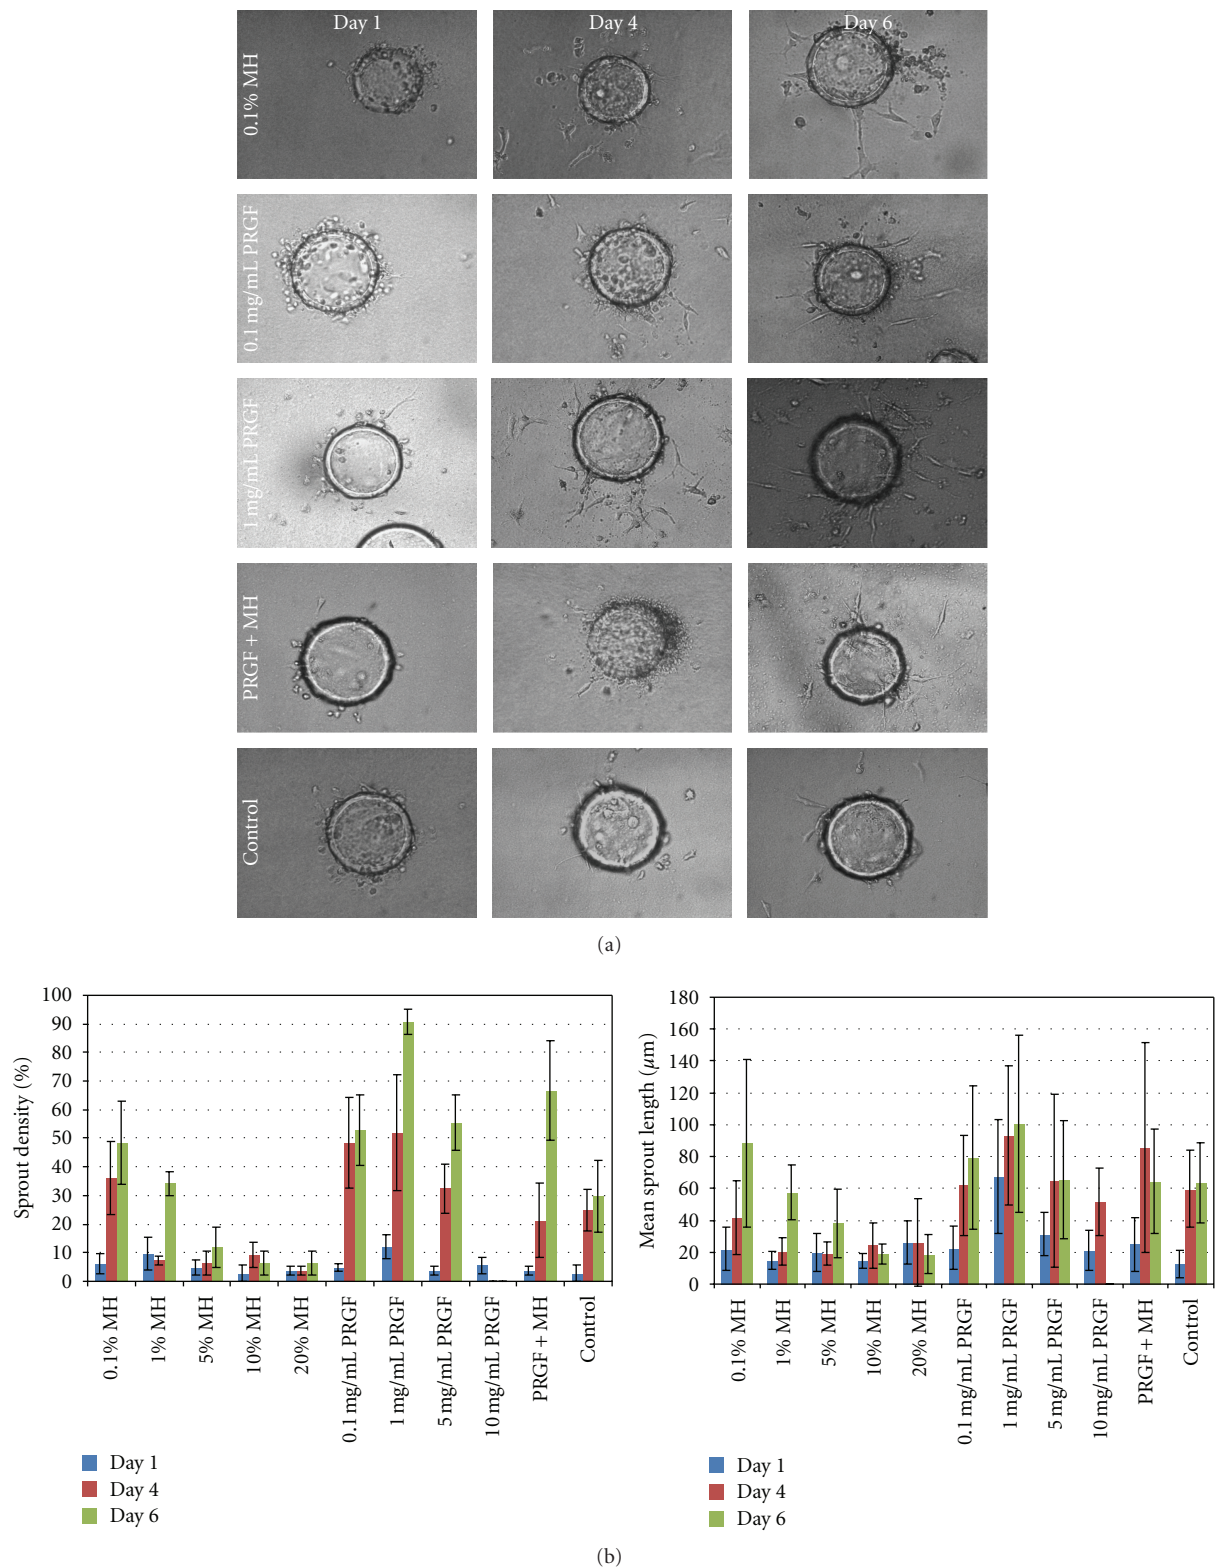 Day 1
Day 4
Day 6
0.1% MH
0.1 mg/mL PRGF
1 mg/mL PRGF
PRGF + MH
Control
(a)
Sprout density (%)
100
90
80
70
60
50
40
30
20
10
0
0.1% MH
1% MH
5% MH
10% MH
20% MH
0.1 mg/mL PRGF
1 mg/mL PRGF
5 mg/mL PRGF
10 mg/mL PRGF
PRGF + MH
Control
Day 1
Day 4
Day 6
Mean sprout length (μm)
180
160
140
120
100
80
60
40
20
0
0.1% MH
1% MH
5% MH
10% MH
20% MH
0.1 mg/mL PRGF
1 mg/mL PRGF
5 mg/mL PRGF
10 mg/mL PRGF
PRGF + MH
Control
Day 1
Day 4
Day 6
(b)